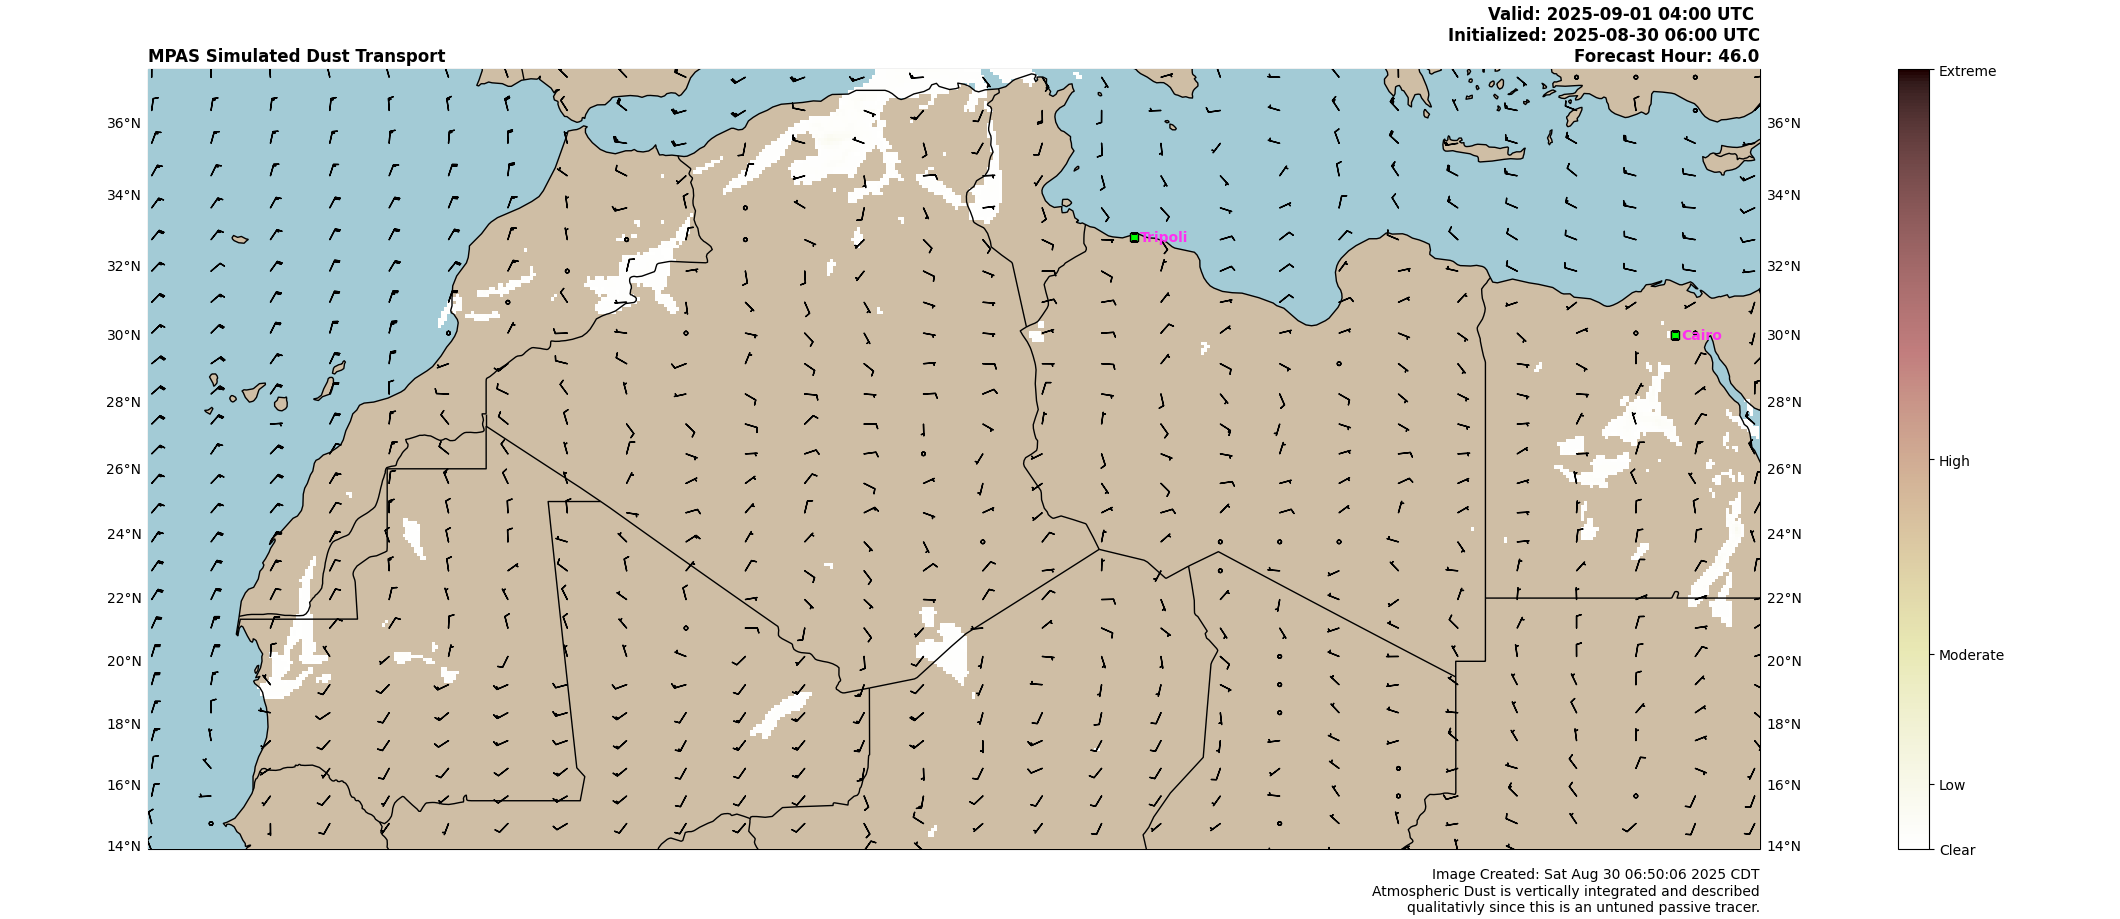 Valid: 2025-09-01 04:00 UTC
Initialized: 2025-08-30 06:00 UTC
MPAS Simulated Dust Transport
Forecast Hour: 46.0
Extreme
36°N
36°N
34°N
34°N
Tripoli
32°N
32°N
30°N
Cairo
30°N
28°N
28°N
26°N
26°N
High
24°N
24°N
22°N
22°N
20°N
20°N
Moderate
18°N
18°N
16°N
16°N
Low
14°N
14°N
Clear
Image Created: Sat Aug 30 06:50:06 2025 CDT
Atmospheric Dust is vertically integrated and described
qualitativly since this is an untuned passive tracer.